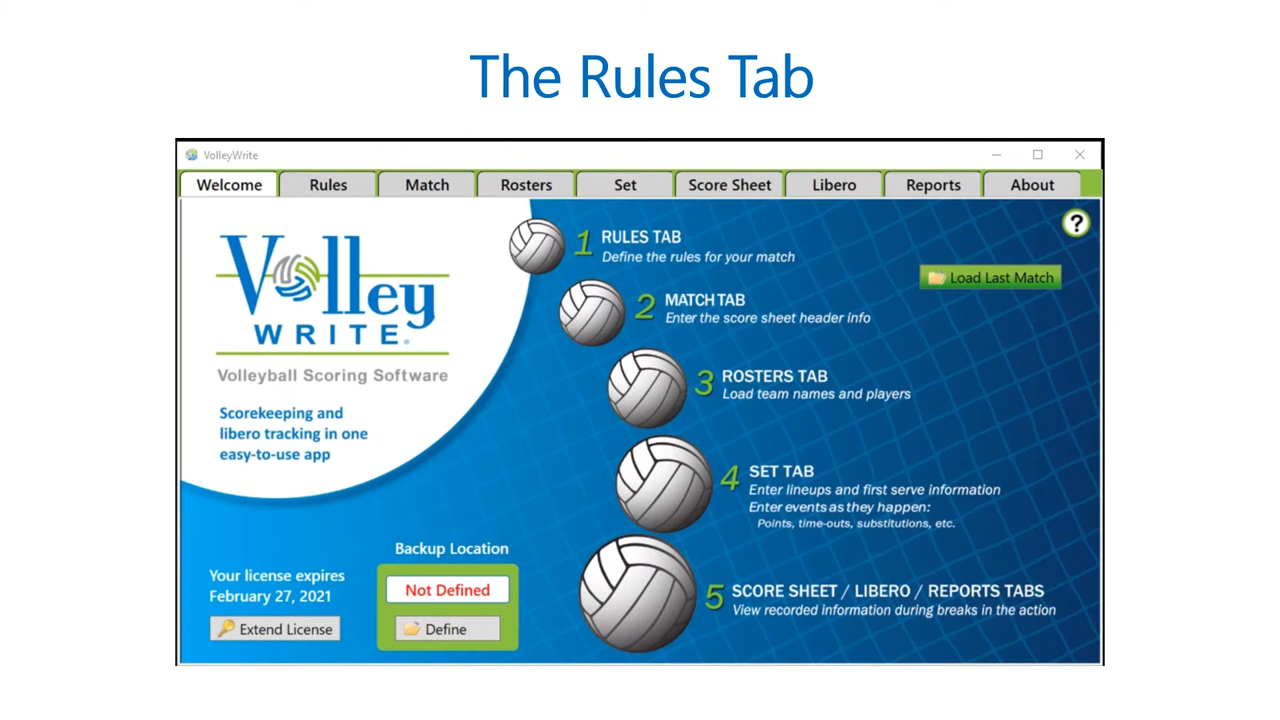 The Rules Tab
VolleyWrite
Welcome Rules Match Rosters Set Score Sheet Libero Reports About
?
Volley
WRITE®
Volleyball Scoring Software
Scorekeeping and
libero tracking in one
easy-to-use app
1 RULES TAB
Define the rules for your match
Load Last Match
2 MATCH TAB
Enter the score sheet header info
3 ROSTERS TAB
Load team names and players
4 SET TAB
Enter lineups and first serve information
Enter events as they happen:
Points, time-outs, substitutions, etc.
5 SCORE SHEET / LIBERO / REPORTS TABS
View recorded information during breaks in the action
Your license expires
February 27, 2021
Extend License
Backup Location
Not Defined
Define